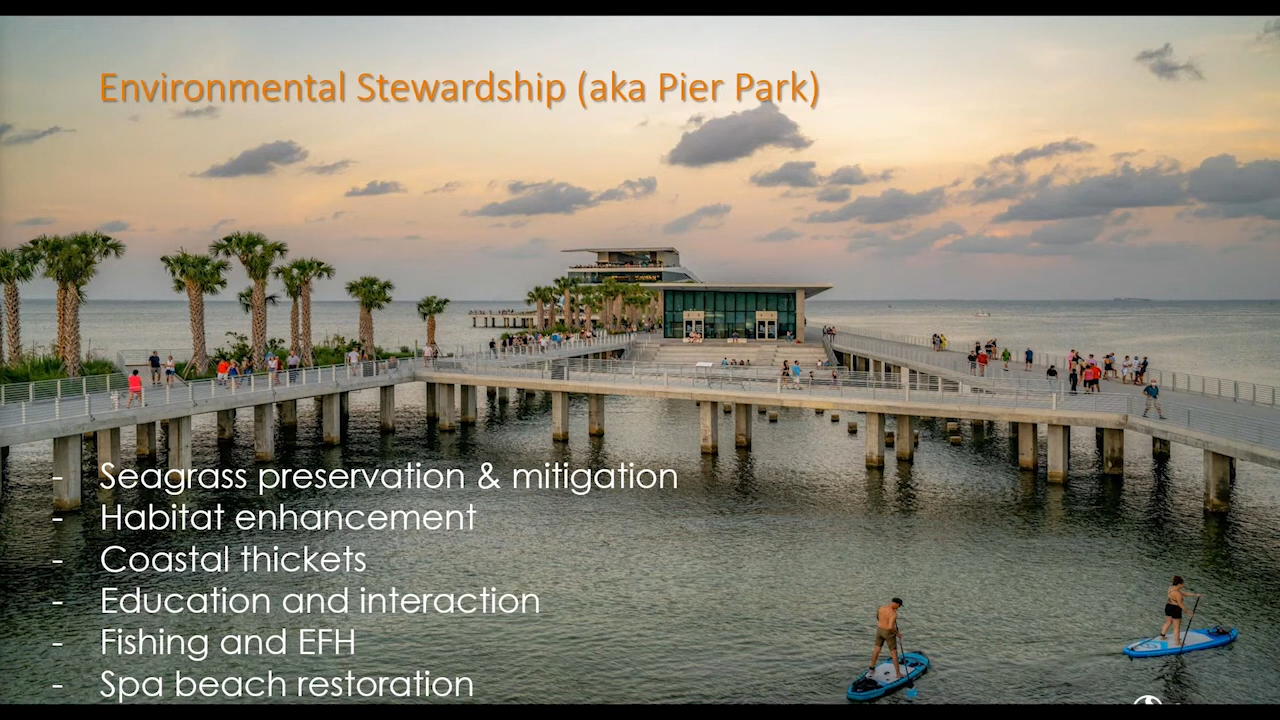 Environmental Stewardship (aka Pier Park)
- Seagrass preservation & mitigation
- Habitat enhancement
- Coastal thickets
- Education and interaction
- Fishing and EFH
- Spa beach restoration